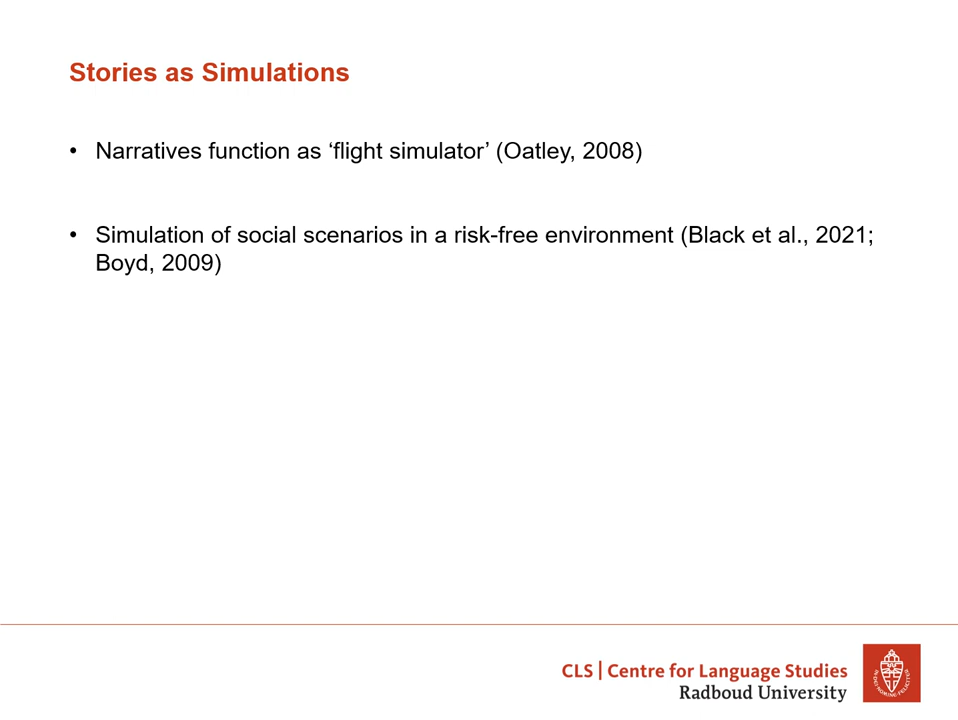 Stories as Simulations
• Narratives function as ‘flight simulator’ (Oatley, 2008)
• Simulation of social scenarios in a risk-free environment (Black et al., 2021;
Boyd, 2009)
CLS | Centre for Language Studies
Radboud University